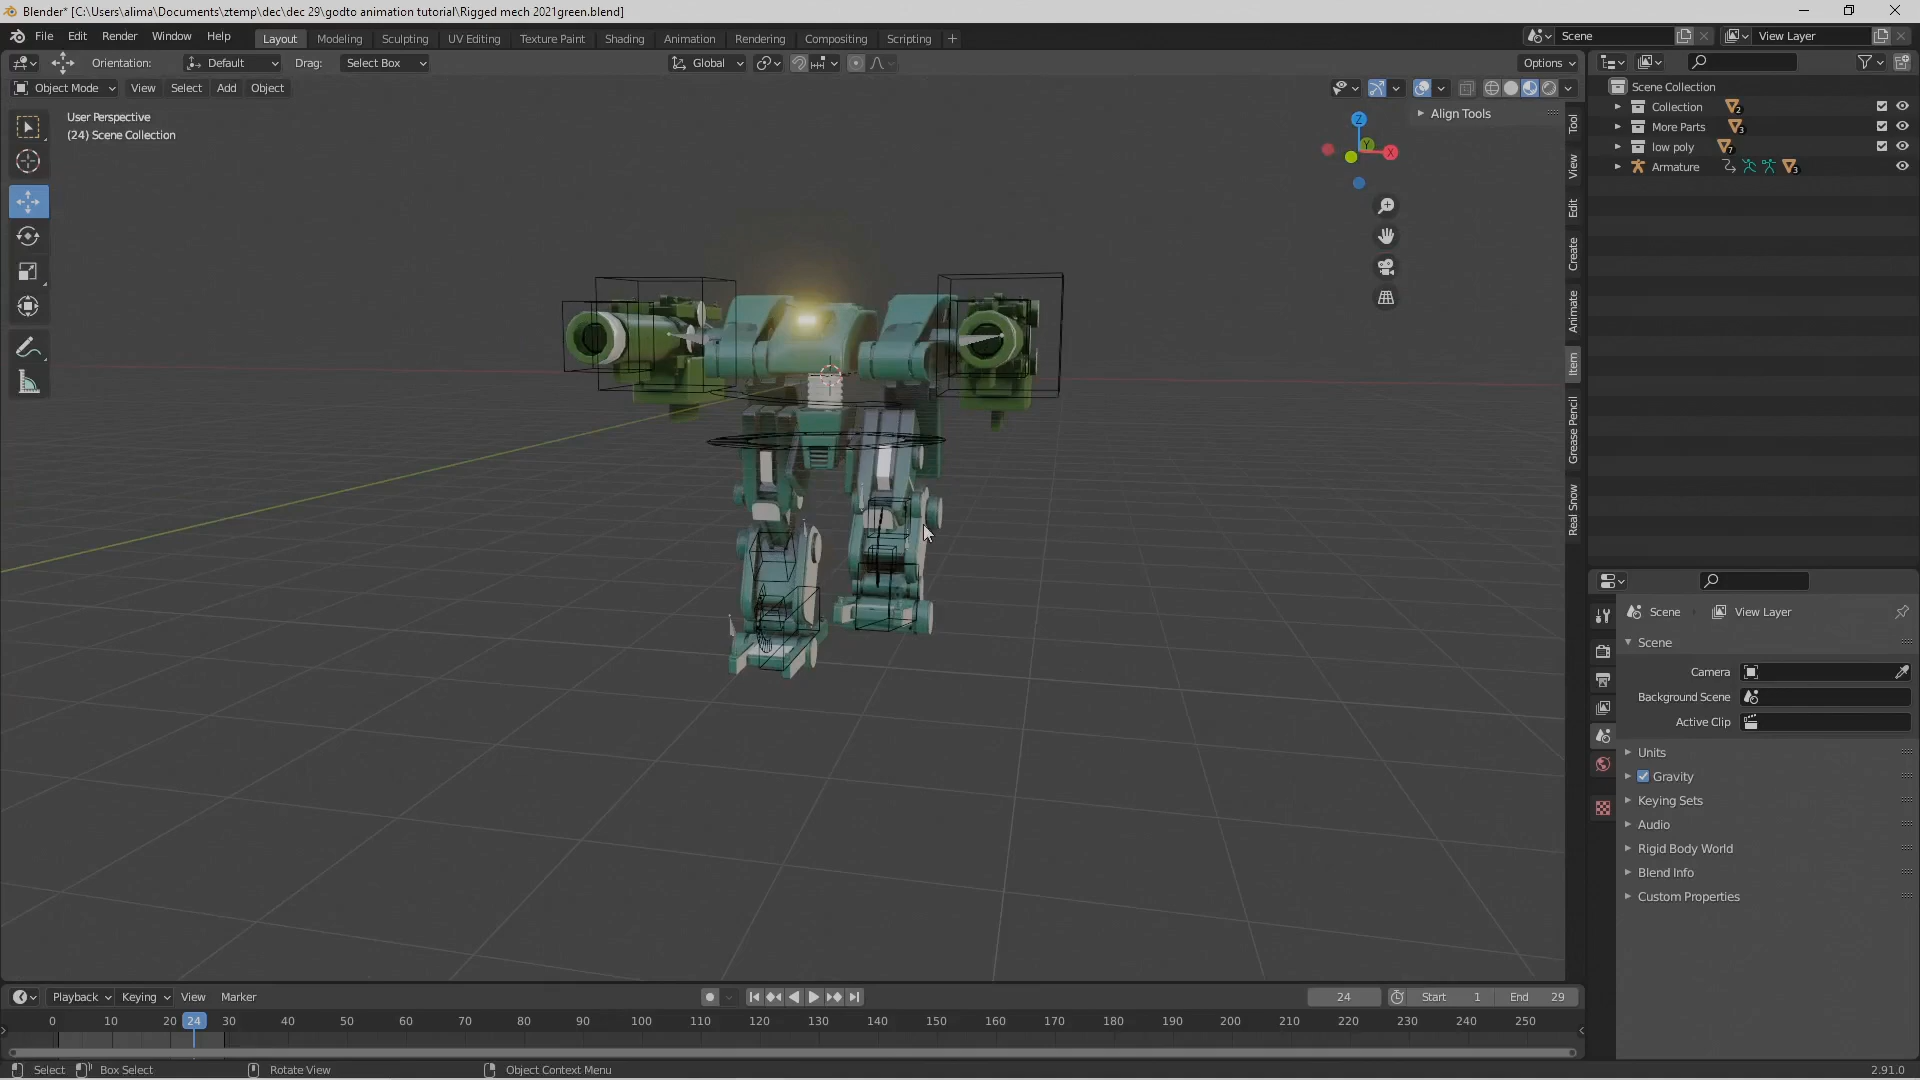 Blender* [C:\Users\alima\Documents\ztemp\dec\dec 29\godto animation tutorial\Rigged mech 2021green.blend]
File Edit Render Window Help Layout Modeling Sculpting UV Editing Texture Paint Shading Animation Rendering Compositing Scripting + Scene View Layer
Orientation: Default Drag: Select Box Global Options
Object Mode View Select Add Object
User Perspective
(24) Scene Collection
Align Tools
Z
Y
X
Tool
View
Edit
Create
Animate
Item
Grease Pencil
Real Snow
Scene Collection
Collection 2
More Parts 3
low poly 7
Armature 3
Scene View Layer
Scene
Camera
Background Scene
Active Clip
Units
Gravity
Keying Sets
Audio
Rigid Body World
Blend Info
Custom Properties
Playback Keying View Marker 24 Start 1 End 29
0 10 20 24 30 40 50 60 70 80 90 100 110 120 130 140 150 160 170 180 190 200 210 220 230 240 250
Select Box Select Rotate View Object Context Menu 2.91.0